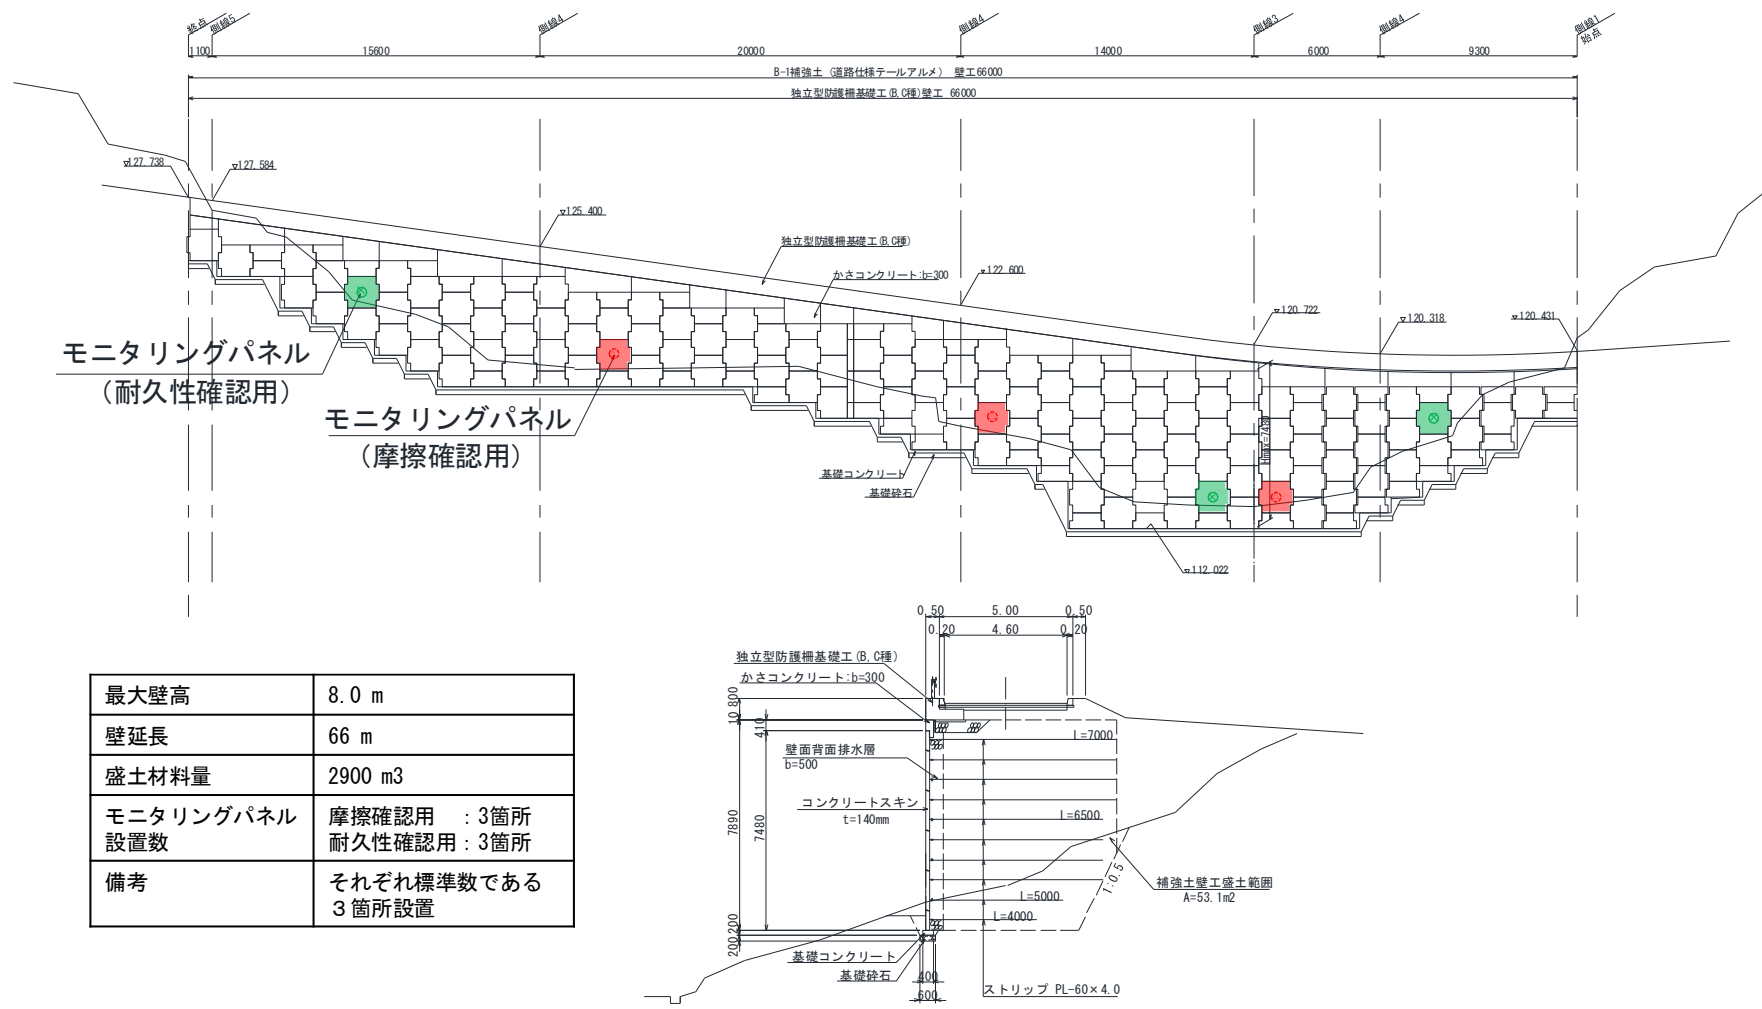 終点
側線5
側線4
側線4
側線3
側線4
側線1
始点
1100
15600
20000
14000
6000
9300
B-1補強土 (道路仕様テールアルメ) 壁工66000
独立型防護柵基礎工(B,C種)壁工 66000
▽127.738
▽127.584
▽125.400
独立型防護柵基礎工(B,C種)
かさコンクリート:b=300
▽122.600
▽120.722
▽120.318
▽120.431
モニタリングパネル
（耐久性確認用）
モニタリングパネル
（摩擦確認用）
Hmax=7480
基礎コンクリート
基礎砕石
▽112.022
最大壁高 8.0 m
壁延長 66 m
盛土材料量 2900 m3
モニタリングパネル設置数 摩擦確認用 ：3箇所
耐久性確認用：3箇所
備考 それぞれ標準数である
３箇所設置
0.50 5.00 0.50
0.20 4.60 0.20
独立型防護柵基礎工(B,C種)
かさコンクリート:b=300
800
10
410
L=7000
壁面背面排水層
b=500
コンクリートスキン
t=140mm
7890
7480
L=6500
1:0.5
補強土壁工盛土範囲
A=53.1m2
L=5000
L=4000
200
200
基礎コンクリート
基礎砕石
400
600
ストリップ PL-60×4.0